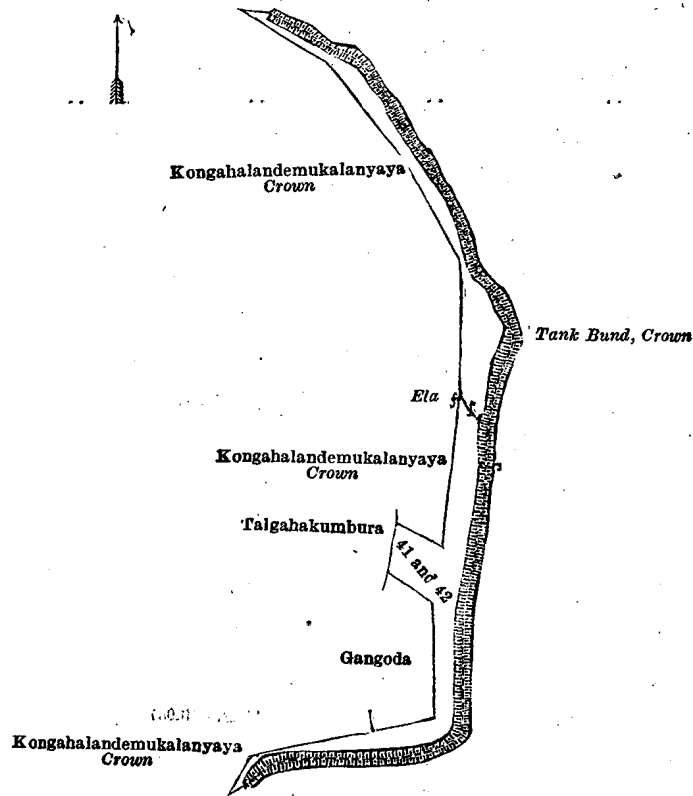 Kongahalandemukalanyaya
Crown
Tank Bund, Crown
Ela
Kongahalandemukalanyaya
Crown
Talgahakumbura
41 and 42
Gangoda
Kongahalandemukalanyaya
Crown